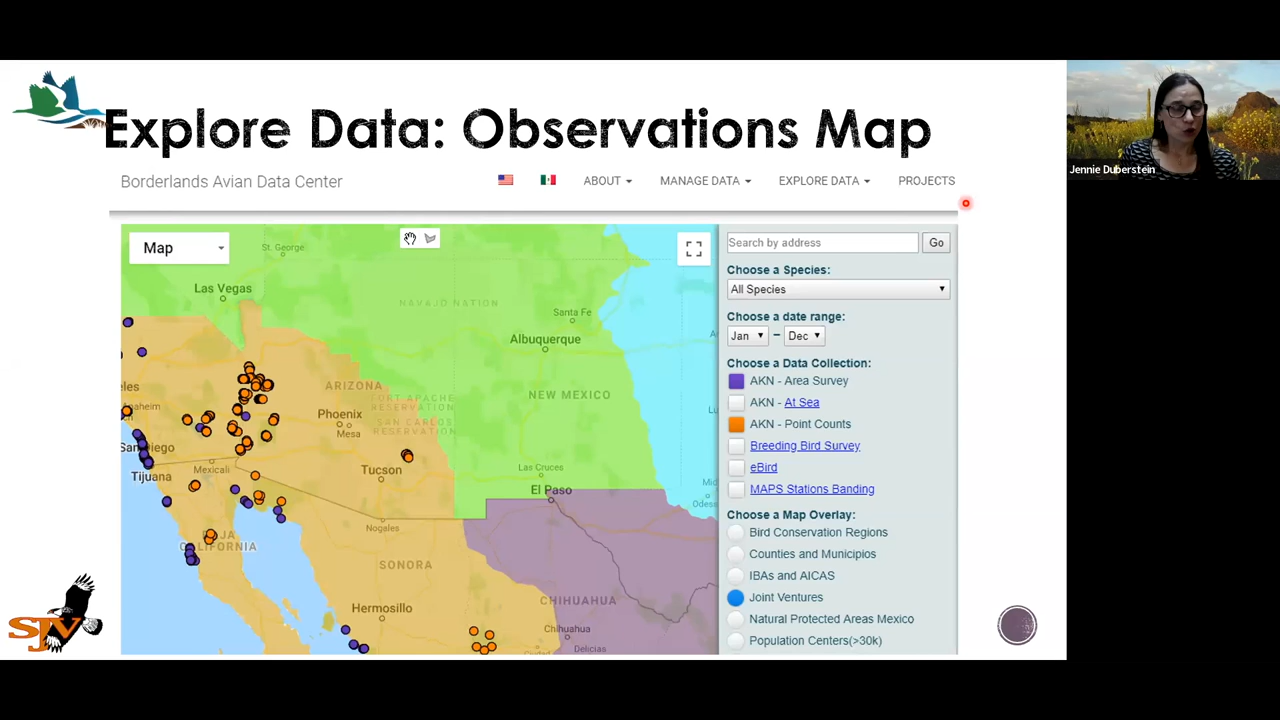 Explore Data: Observations Map
Jennie Duberstein
Borderlands Avian Data Center
ABOUT
MANAGE DATA
EXPLORE DATA
PROJECTS
Map
St. George
Las Vegas
NAVAJO NATION
Santa Fe
Albuquerque
ARIZONA
NEW MEXICO
FORT APACHE
RESERVATION
SAN CARLOS
RESERVATION
Phoenix
Mesa
eles
Anaheim
San Diego
Tijuana
Mexicali
Tucson
Las Cruces
El Paso
Odess
Nogales
BAJA
CALIFORNIA
SONORA
CHIHUAHUA
Hermosillo
Chihuahua
Delicias
Search by address
Go
Choose a Species:
All Species
Choose a date range:
Jan – Dec
Choose a Data Collection:
AKN - Area Survey
AKN - At Sea
AKN - Point Counts
Breeding Bird Survey
eBird
MAPS Stations Banding
Choose a Map Overlay:
Bird Conservation Regions
Counties and Municipios
IBAs and AICAS
Joint Ventures
Natural Protected Areas Mexico
Population Centers(>30k)
SJV